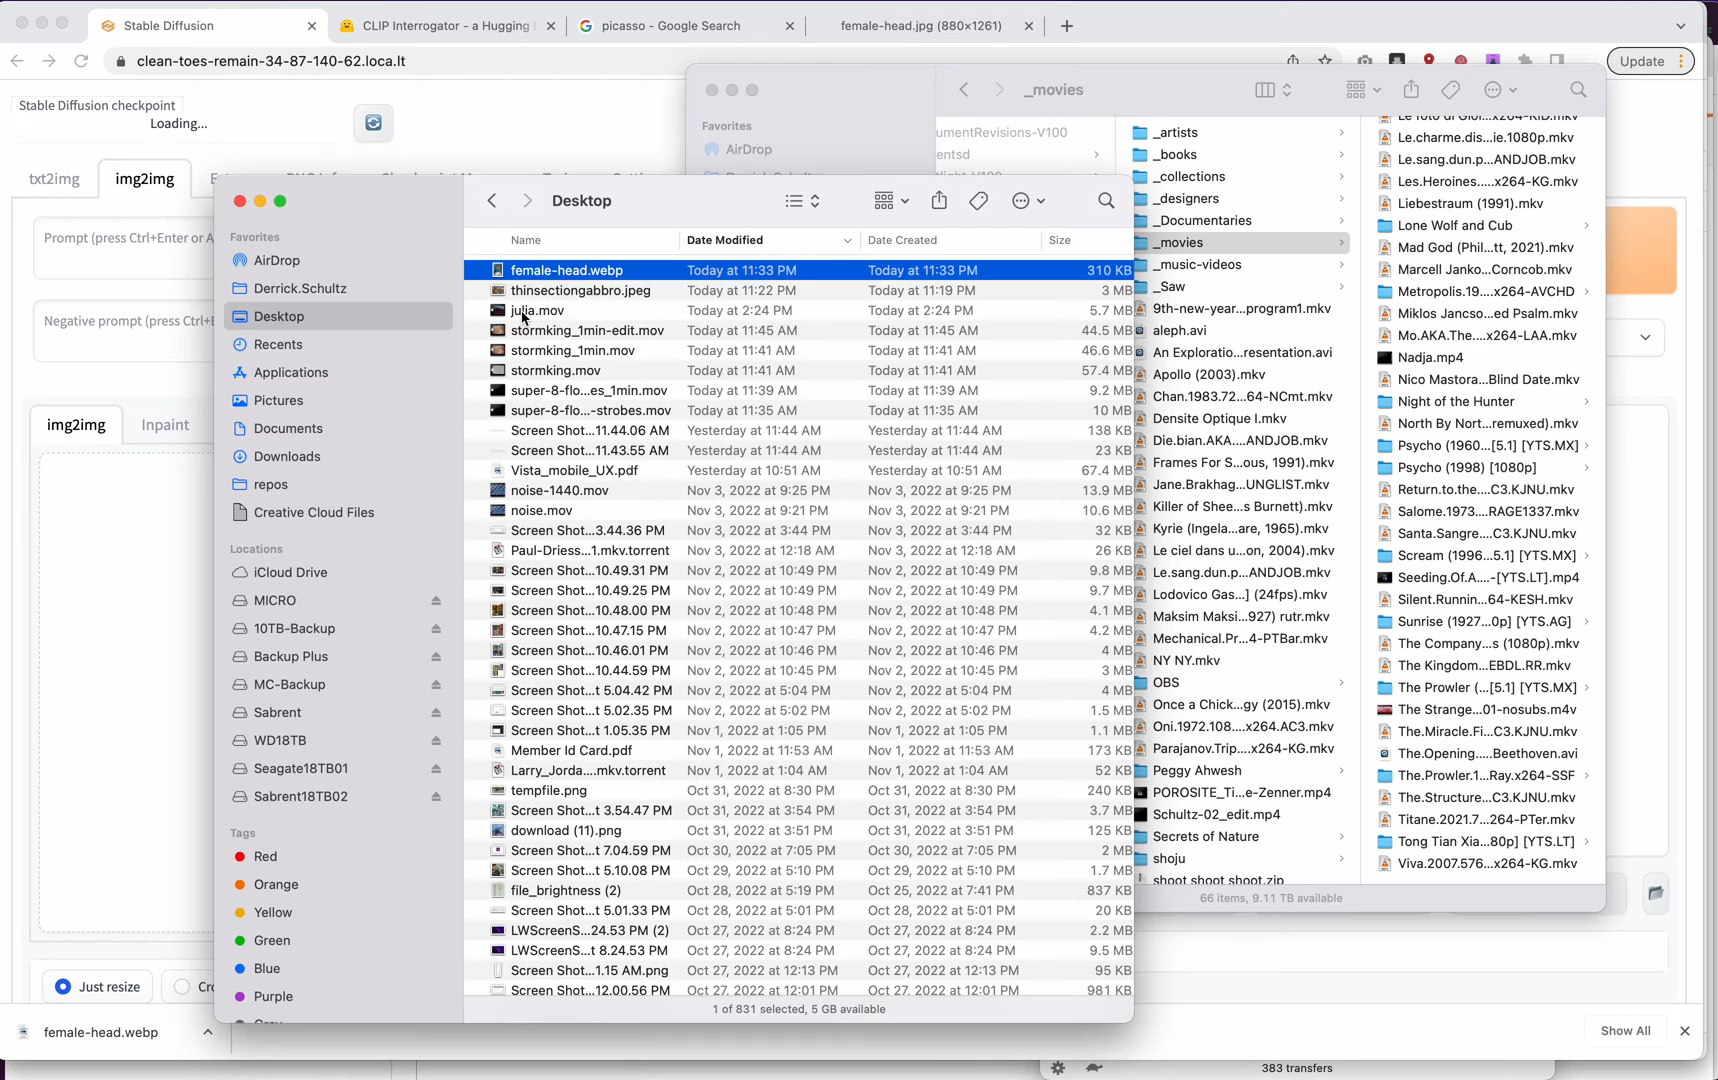 Stable Diffusion
CLIP Interrogator - a Hugging F
picasso - Google Search
female-head.jpg (880×1261)
clean-toes-remain-34-87-140-62.loca.lt
Update
Stable Diffusion checkpoint
Loading...
txt2img
img2img
Prompt (press Ctrl+Enter or A
Negative prompt (press Ctrl+E
img2img
Inpaint
Just resize
Cro
female-head.webp
Show All
383 transfers
_movies
Favorites
AirDrop
umentRevisions-V100
entsd
_artists
_books
_collections
_designers
_Documentaries
_movies
_music-videos
_Saw
9th-new-year...program1.mkv
aleph.avi
An Exploratio...resentation.avi
Apollo (2003).mkv
Chan.1983.72...64-NCmt.mkv
Densite Optique I.mkv
Die.bian.AKA....ANDJOB.mkv
Frames For S...ous, 1991).mkv
Jane.Brakhag...UNGLIST.mkv
Killer of Shee...s Burnett).mkv
Kyrie (Ingela...are, 1965).mkv
Le ciel dans u...on, 2004).mkv
Le.sang.dun.p...ANDJOB.mkv
Lodovico Gas...] (24fps).mkv
Maksim Maksi...927) rutr.mkv
Mechanical.Pr...4-PTBar.mkv
NY NY.mkv
OBS
Once a Chick...gy (2015).mkv
Oni.1972.108....x264.AC3.mkv
Parajanov.Trip....x264-KG.mkv
Peggy Ahwesh
POROSITE_Ti...e-Zenner.mp4
Schultz-02_edit.mp4
Secrets of Nature
shoju
shoot shoot shoot.zip
Le.charme.dis...ie.1080p.mkv
Le.sang.dun.p...ANDJOB.mkv
Les.Heroines.....x264-KG.mkv
Liebestraum (1991).mkv
Lone Wolf and Cub
Mad God (Phil...tt, 2021).mkv
Marcell Janko...Corncob.mkv
Metropolis.19....x264-AVCHD
Miklos Jancso...ed Psalm.mkv
Mo.AKA.The....x264-LAA.mkv
Nadja.mp4
Nico Mastora...Blind Date.mkv
Night of the Hunter
North By Nort...remuxed).mkv
Psycho (1960...[5.1] [YTS.MX]
Psycho (1998) [1080p]
Return.to.the....C3.KJNU.mkv
Salome.1973....RAGE1337.mkv
Santa.Sangre....C3.KJNU.mkv
Scream (1996...5.1] [YTS.MX]
Seeding.Of.A....-[YTS.LT].mp4
Silent.Runnin...64-KESH.mkv
Sunrise (1927...0p] [YTS.AG]
The Company...s (1080p).mkv
The Kingdom...EBDL.RR.mkv
The Prowler (...[5.1] [YTS.MX]
The Strange...01-nosubs.m4v
The.Miracle.Fi...C3.KJNU.mkv
The.Opening.....Beethoven.avi
The.Prowler.1...Ray.x264-SSF
The.Structure...C3.KJNU.mkv
Titane.2021.7...264-PTer.mkv
Tong Tian Xia...80p] [YTS.LT]
Viva.2007.576...x264-KG.mkv
66 items, 9.11 TB available
Desktop
Favorites
AirDrop
Derrick.Schultz
Desktop
Recents
Applications
Pictures
Documents
Downloads
repos
Creative Cloud Files
Locations
iCloud Drive
MICRO
10TB-Backup
Backup Plus
MC-Backup
Sabrent
WD18TB
Seagate18TB01
Sabrent18TB02
Tags
Red
Orange
Yellow
Green
Blue
Purple
Name Date Modified Date Created Size
female-head.webp Today at 11:33 PM Today at 11:33 PM 310 KB
thinsectiongabbro.jpeg Today at 11:22 PM Today at 11:19 PM 3 MB
julia.mov Today at 2:24 PM Today at 2:24 PM 5.7 MB
stormking_1min-edit.mov Today at 11:45 AM Today at 11:45 AM 44.5 MB
stormking_1min.mov Today at 11:41 AM Today at 11:41 AM 46.6 MB
stormking.mov Today at 11:41 AM Today at 11:41 AM 57.4 MB
super-8-flo...es_1min.mov Today at 11:39 AM Today at 11:39 AM 9.2 MB
super-8-flo...-strobes.mov Today at 11:35 AM Today at 11:35 AM 10 MB
Screen Shot...11.44.06 AM Yesterday at 11:44 AM Yesterday at 11:44 AM 138 KB
Screen Shot...11.43.55 AM Yesterday at 11:44 AM Yesterday at 11:44 AM 23 KB
Vista_mobile_UX.pdf Yesterday at 10:51 AM Yesterday at 10:51 AM 67.4 MB
noise-1440.mov Nov 3, 2022 at 9:25 PM Nov 3, 2022 at 9:25 PM 13.9 MB
noise.mov Nov 3, 2022 at 9:21 PM Nov 3, 2022 at 9:21 PM 10.6 MB
Screen Shot...3.44.36 PM Nov 3, 2022 at 3:44 PM Nov 3, 2022 at 3:44 PM 32 KB
Paul-Driess...1.mkv.torrent Nov 3, 2022 at 12:18 AM Nov 3, 2022 at 12:18 AM 26 KB
Screen Shot...10.49.31 PM Nov 2, 2022 at 10:49 PM Nov 2, 2022 at 10:49 PM 9.8 MB
Screen Shot...10.49.25 PM Nov 2, 2022 at 10:49 PM Nov 2, 2022 at 10:49 PM 9.7 MB
Screen Shot...10.48.00 PM Nov 2, 2022 at 10:48 PM Nov 2, 2022 at 10:48 PM 4.1 MB
Screen Shot...10.47.15 PM Nov 2, 2022 at 10:47 PM Nov 2, 2022 at 10:47 PM 4.2 MB
Screen Shot...10.46.01 PM Nov 2, 2022 at 10:46 PM Nov 2, 2022 at 10:46 PM 4 MB
Screen Shot...10.44.59 PM Nov 2, 2022 at 10:45 PM Nov 2, 2022 at 10:45 PM 3 MB
Screen Shot...t 5.04.42 PM Nov 2, 2022 at 5:04 PM Nov 2, 2022 at 5:04 PM 4 MB
Screen Shot...t 5.02.35 PM Nov 2, 2022 at 5:02 PM Nov 2, 2022 at 5:02 PM 1.5 MB
Screen Shot...t 1.05.35 PM Nov 1, 2022 at 1:05 PM Nov 1, 2022 at 1:05 PM 1.1 MB
Member Id Card.pdf Nov 1, 2022 at 11:53 AM Nov 1, 2022 at 11:53 AM 173 KB
Larry_Jorda....mkv.torrent Nov 1, 2022 at 1:04 AM Nov 1, 2022 at 1:04 AM 52 KB
tempfile.png Oct 31, 2022 at 8:30 PM Oct 31, 2022 at 8:30 PM 240 KB
Screen Shot...t 3.54.47 PM Oct 31, 2022 at 3:54 PM Oct 31, 2022 at 3:54 PM 3.7 MB
download (11).png Oct 31, 2022 at 3:51 PM Oct 31, 2022 at 3:51 PM 125 KB
Screen Shot...t 7.04.59 PM Oct 30, 2022 at 7:05 PM Oct 30, 2022 at 7:05 PM 2 MB
Screen Shot...t 5.10.08 PM Oct 29, 2022 at 5:10 PM Oct 29, 2022 at 5:10 PM 1.7 MB
file_brightness (2) Oct 28, 2022 at 5:19 PM Oct 25, 2022 at 7:41 PM 837 KB
Screen Shot...t 5.01.33 PM Oct 28, 2022 at 5:01 PM Oct 28, 2022 at 5:01 PM 20 KB
LWScreenS...24.53 PM (2) Oct 27, 2022 at 8:24 PM Oct 27, 2022 at 8:24 PM 2.2 MB
LWScreenS...t 8.24.53 PM Oct 27, 2022 at 8:24 PM Oct 27, 2022 at 8:24 PM 9.5 MB
Screen Shot...1.15 AM.png Oct 27, 2022 at 12:13 PM Oct 27, 2022 at 12:13 PM 95 KB
Screen Shot...12.00.56 PM Oct 27, 2022 at 12:01 PM Oct 27, 2022 at 12:01 PM 981 KB
1 of 831 selected, 5 GB available